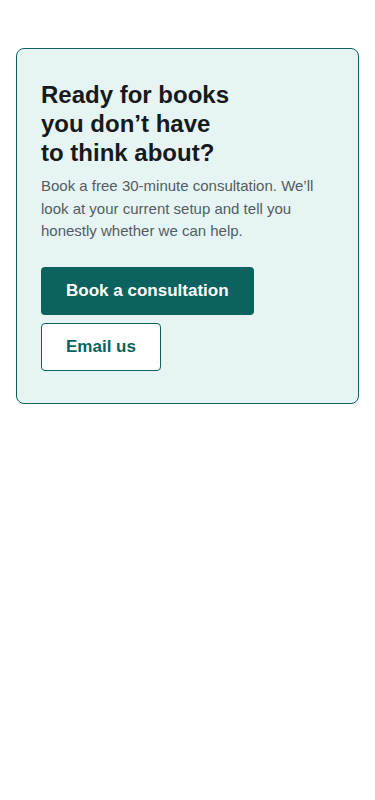 Ready for books
you don’t have
to think about?
Book a free 30-minute consultation. We’ll
look at your current setup and tell you
honestly whether we can help.
Book a consultation
Email us